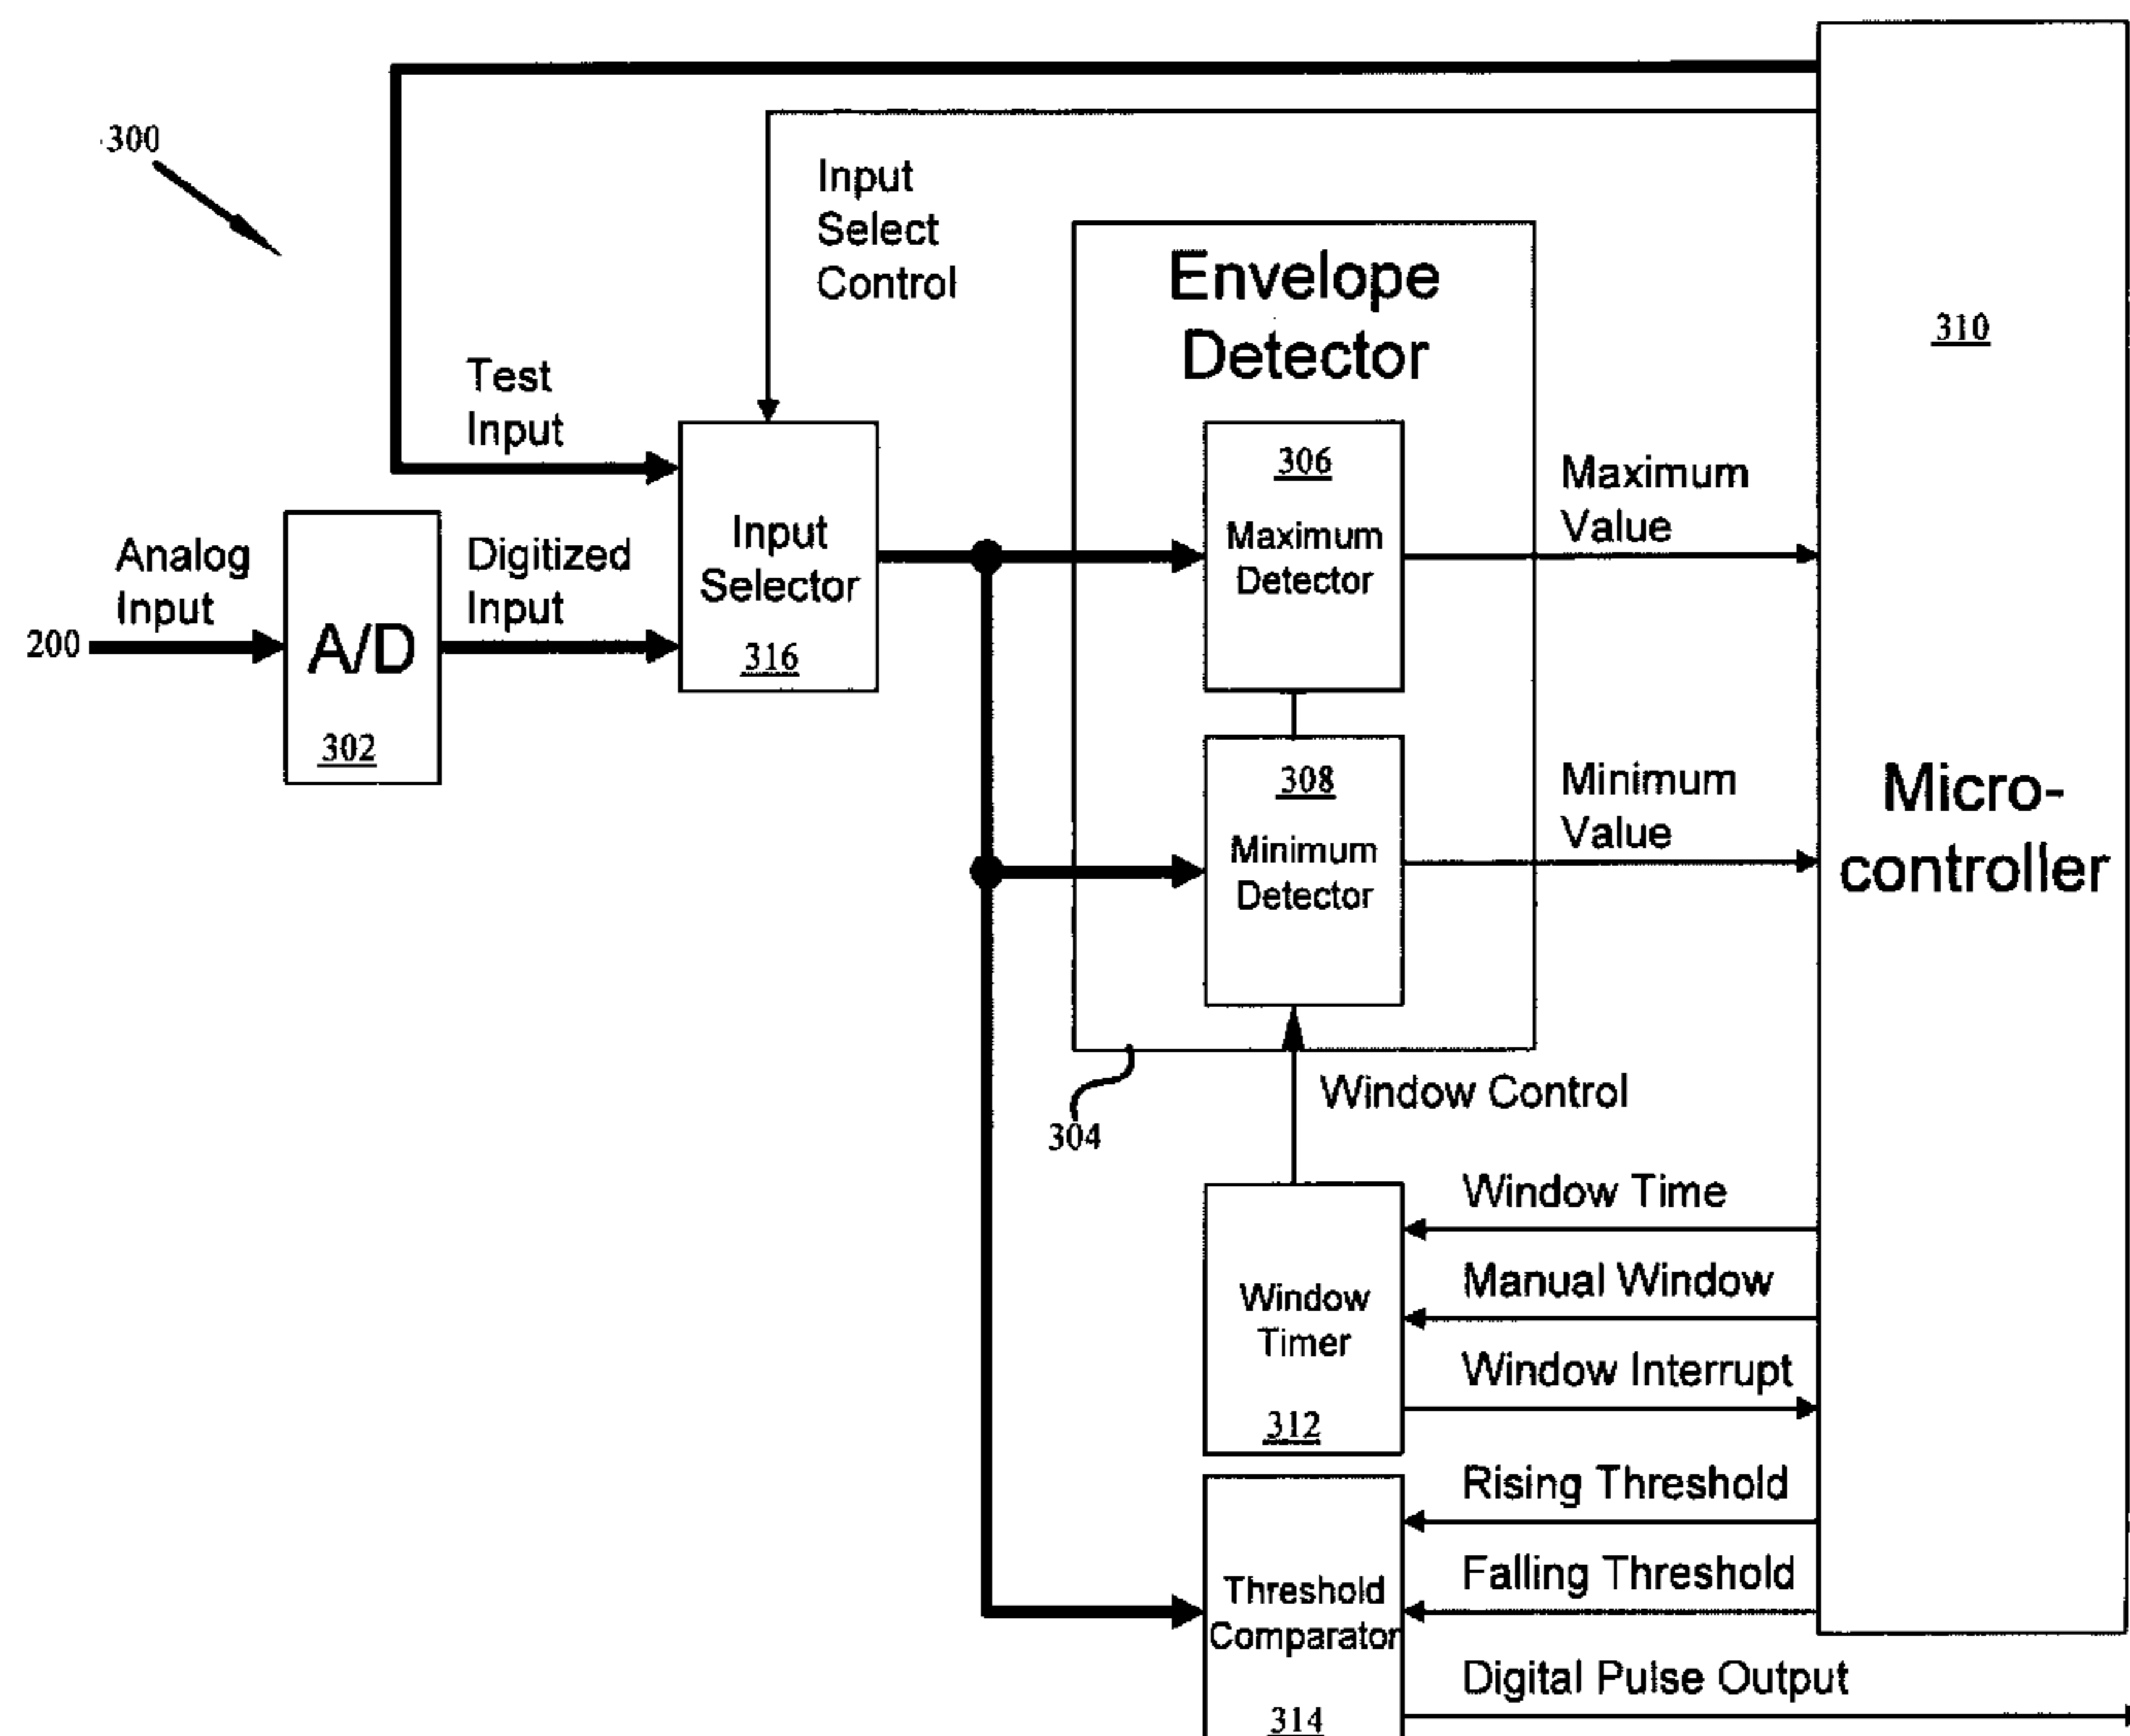 300
Input
Select
Control
Envelope
Detector
310
Test
Input
306
Maximum
Detector
Maximum
Value
Input
Selector
316
Analog
Input
Digitized
Input
200
A/D
302
308
Minimum
Detector
Minimum
Value
Micro-
controller
304
Window Control
Window Time
Manual Window
Window Interrupt
Window
Timer
312
Rising Threshold
Falling Threshold
Threshold
Comparator
Digital Pulse Output
314